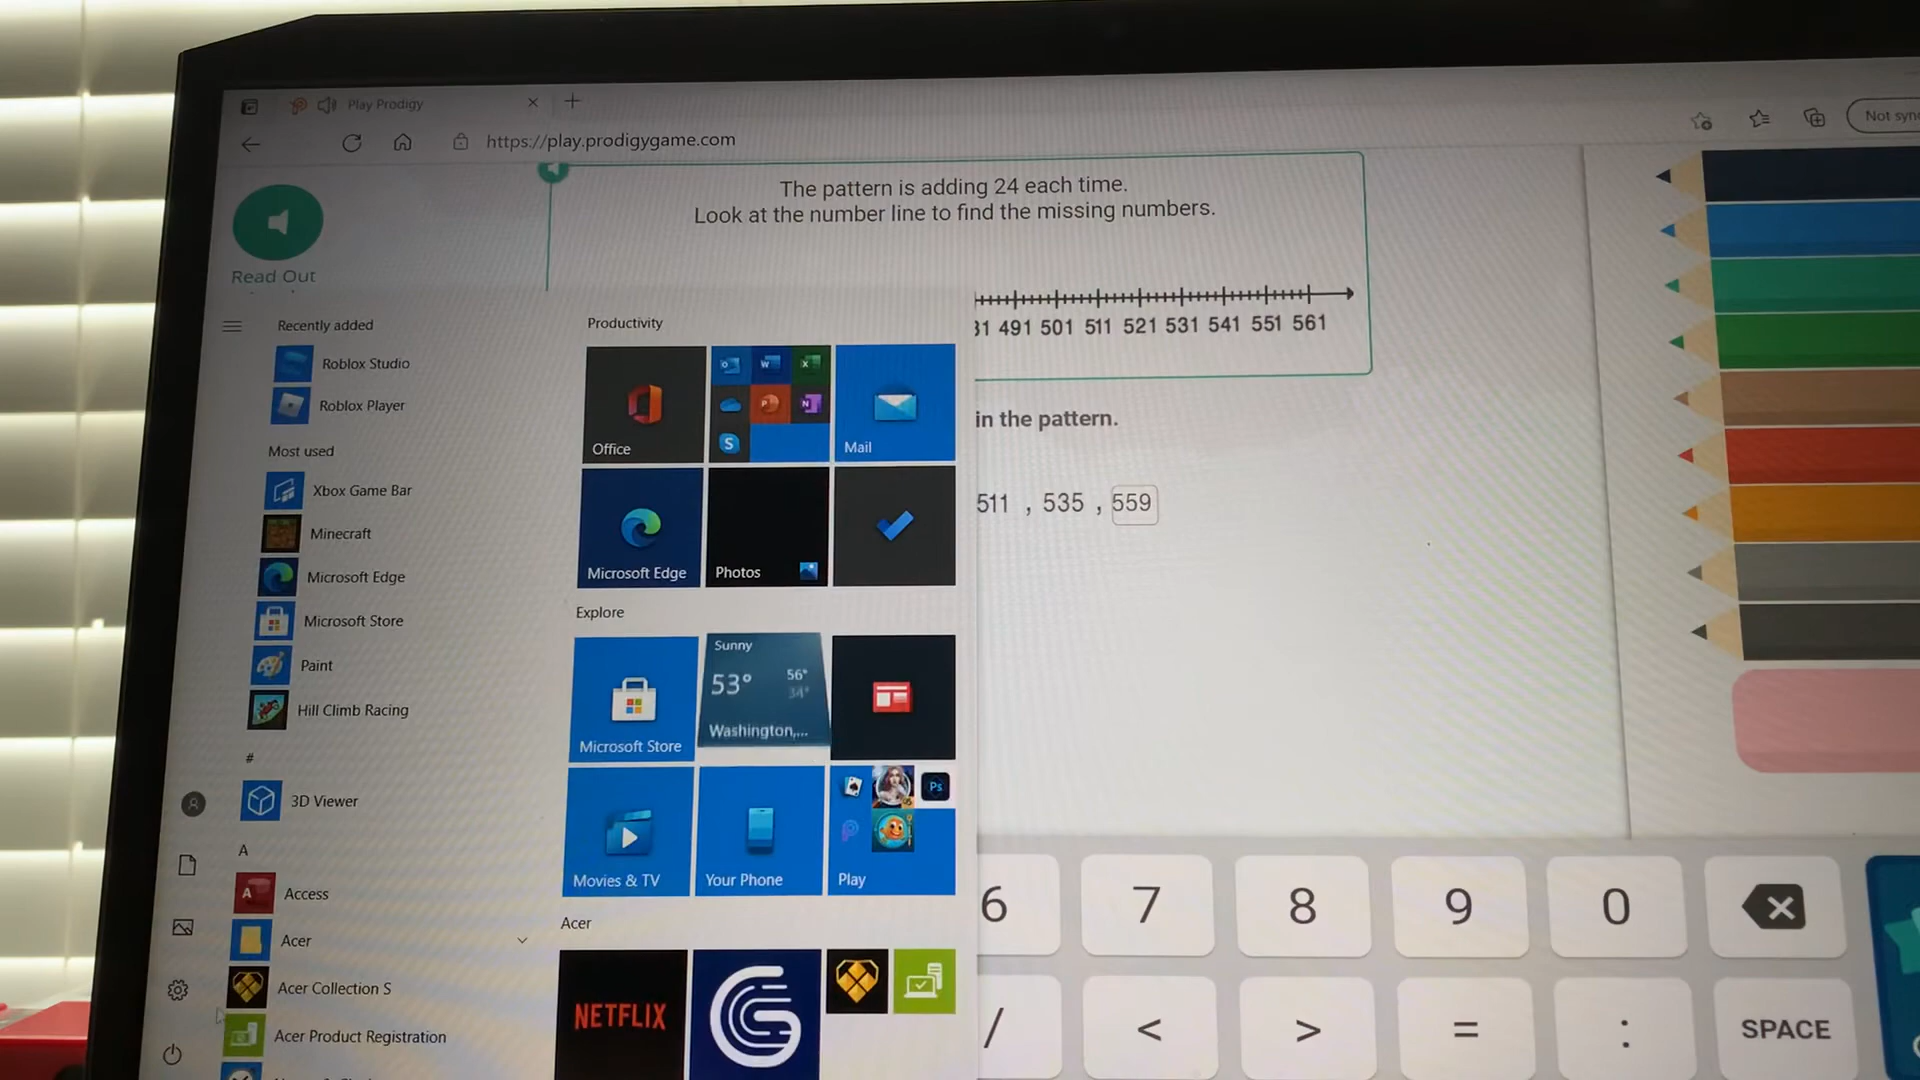 Play Prodigy
https://play.prodigygame.com
Not sync
The pattern is adding 24 each time.
Look at the number line to find the missing numbers.
Read Out
31 491 501 511 521 531 541 551 561
in the pattern.
511 , 535 , 559
Recently added
Roblox Studio
Roblox Player
Most used
Xbox Game Bar
Minecraft
Microsoft Edge
Microsoft Store
Paint
Hill Climb Racing
#
3D Viewer
A
Access
Acer
Acer Collection S
Acer Product Registration
Productivity
Office
Mail
Microsoft Edge
Photos
Explore
Microsoft Store
Sunny
53° 56°
34°
Washington,...
Movies & TV
Your Phone
Ps
Play
Acer
NETFLIX
6 7 8 9 0
/ < > = : SPACE